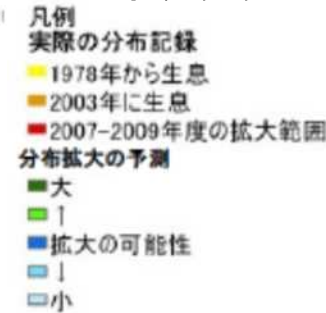 凡例
実際の分布記録
1978年から生息
2003年に生息
2007-2009年度の拡大範囲
分布拡大の予測
大
↑
拡大の可能性
↓
小